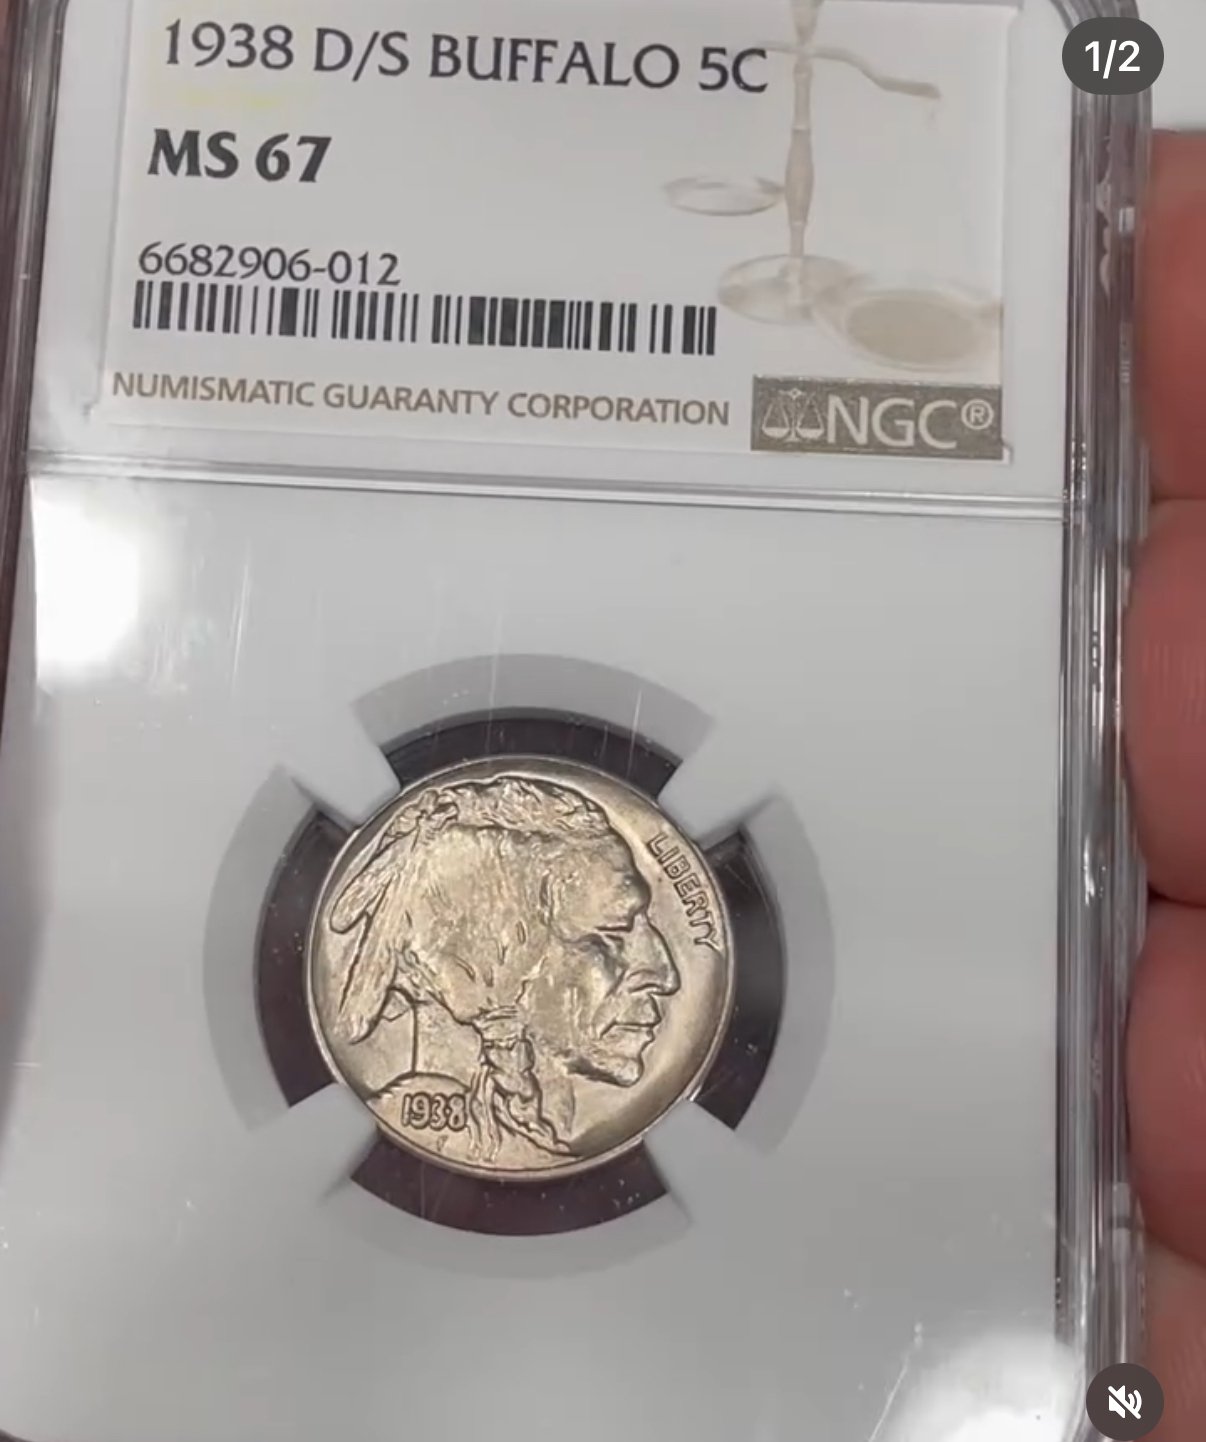 1938 D/S BUFFALO 5C
1/2
MS 67
6682906-012
NUMISMATIC GUARANTY CORPORATION
NGC®
LIBERTY
1938
F